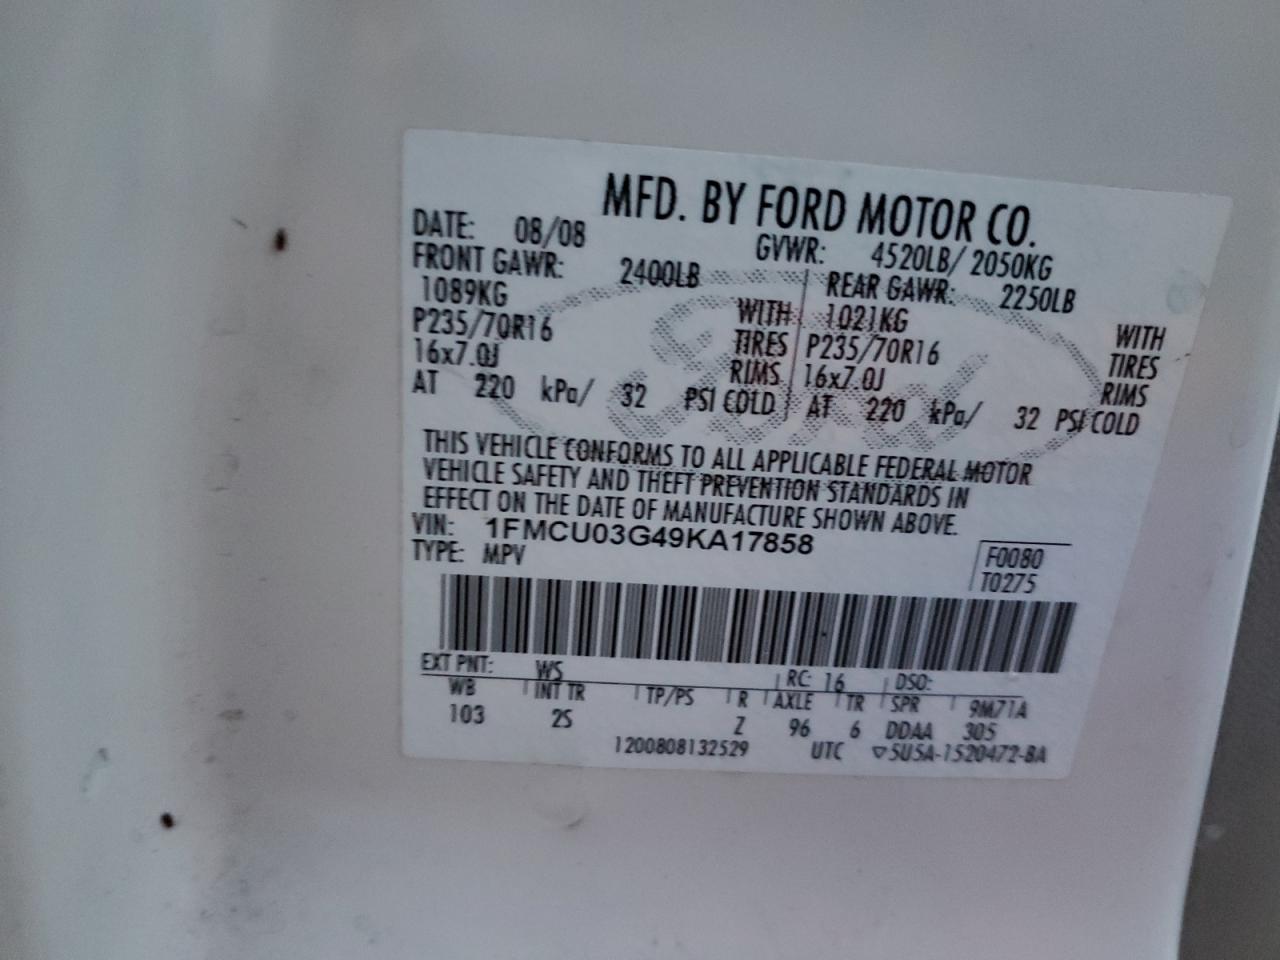 MFD. BY FORD MOTOR CO.
DATE: 08/08 GVWR: 4520LB/ 2050KG
FRONT GAWR: 2400LB REAR GAWR: 2250LB
1089KG WITH 1021KG WITH
P235/70R16 TIRES P235/70R16 TIRES
16x7.0J RIMS 16x7.0J RIMS
AT 220 kPa/ 32 PSI COLD AT 220 kPa/ 32 PSI COLD
THIS VEHICLE CONFORMS TO ALL APPLICABLE FEDERAL MOTOR
VEHICLE SAFETY AND THEFT PREVENTION STANDARDS IN
EFFECT ON THE DATE OF MANUFACTURE SHOWN ABOVE.
VIN: 1FMCU03G49KA17858
TYPE: MPV F0080
T0275
EXT PNT: WS RC: 16 DSO:
WB INT TR TP/PS R AXLE TR SPR 9M71A
103 2S Z 96 6 DDAA 305
1200808132529 UTC ▽5U5A-1520472-BA
Ford